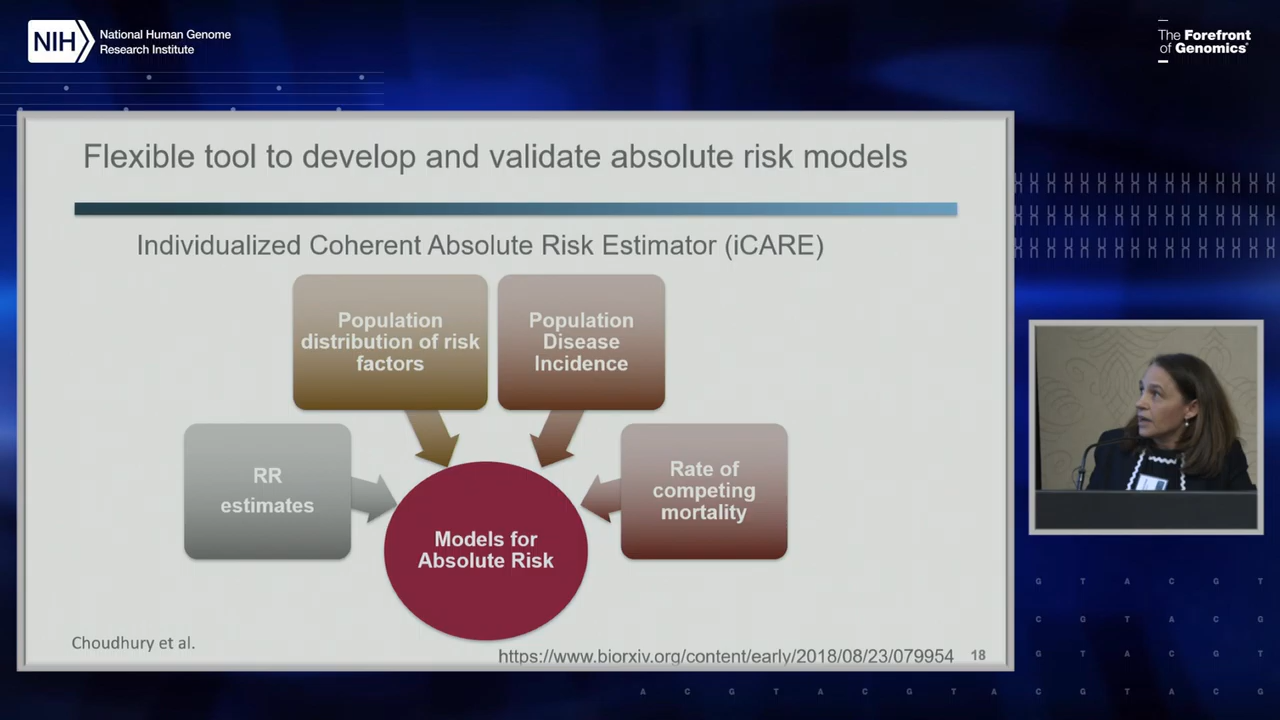 NIH
National Human Genome
Research Institute
The Forefront
of Genomics®
Flexible tool to develop and validate absolute risk models
Individualized Coherent Absolute Risk Estimator (iCARE)
Population
distribution of risk
factors
Population
Disease
Incidence
RR
estimates
Rate of
competing
mortality
Models for
Absolute Risk
Choudhury et al.
https://www.biorxiv.org/content/early/2018/08/23/079954
18
G T A C G T
C G T A C G
G T A C G T
A C G T A C G T A C G T A C G